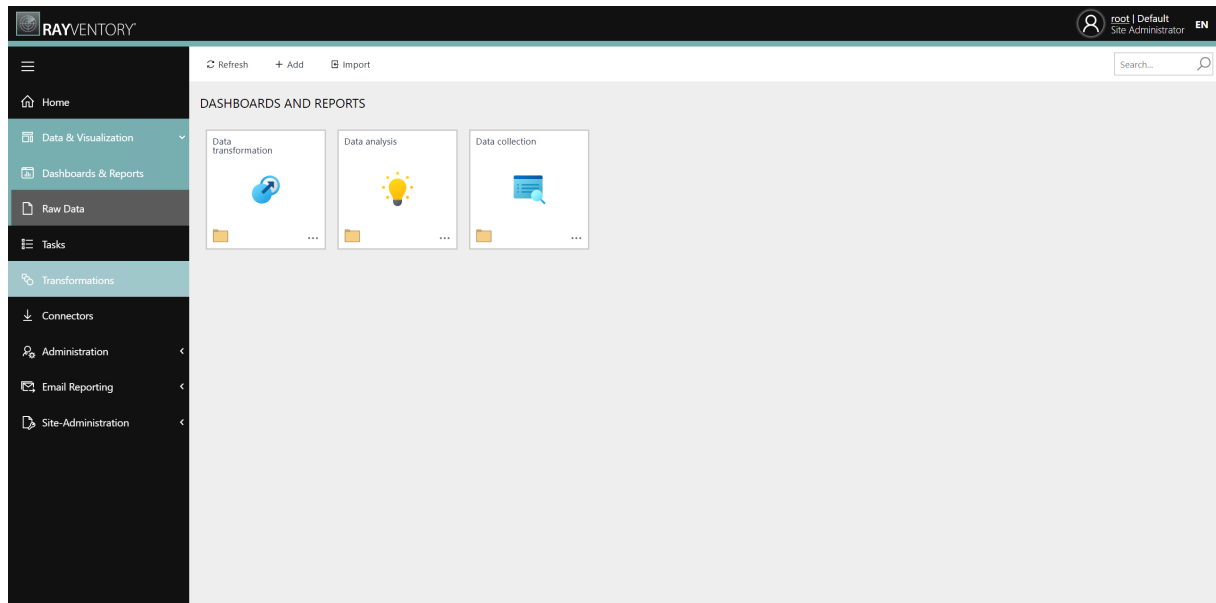 RAYVENTORY
root | Default
Site Administrator
EN
Refresh
Add
Import
Search...
Home
Data & Visualization
Dashboards & Reports
Raw Data
Tasks
Transformations
Connectors
Administration
Email Reporting
Site-Administration
DASHBOARDS AND REPORTS
Data
transformation
Data analysis
Data collection